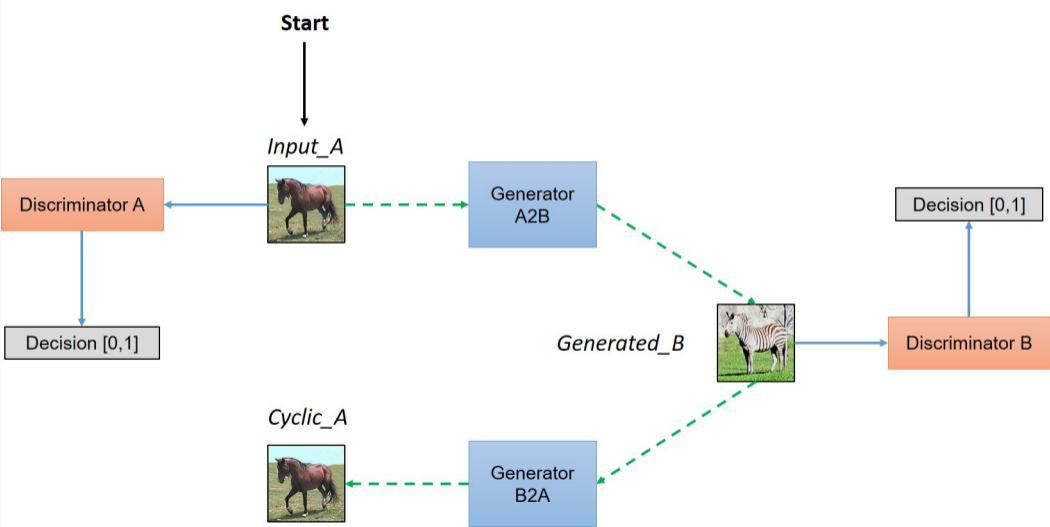 Start
Input_A
Discriminator A
Generator
A2B
Decision [0,1]
Decision [0,1]
Generated_B
Discriminator B
Cyclic_A
Generator
B2A